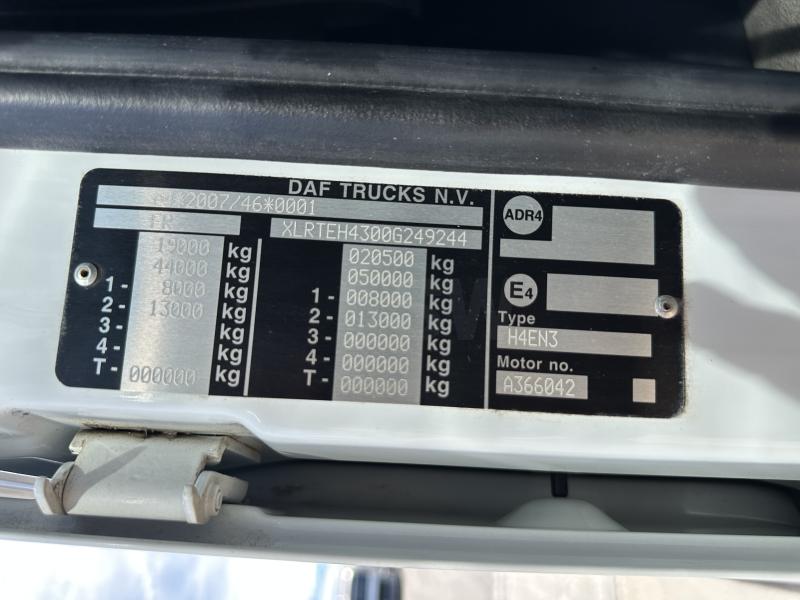 DAF TRUCKS N.V.
*2007/46*0001
FR XLRTEH4300G249244
19000 kg 020500 kg
44000 kg 050000 kg
1- 8000 kg 1- 008000 kg
2- 13000 kg 2- 013000 kg
3- kg 3- 000000 kg
4- kg 4- 000000 kg
T- 000000 kg T- 000000 kg
ADR4
E4
Type
H4EN3
Motor no.
A366042